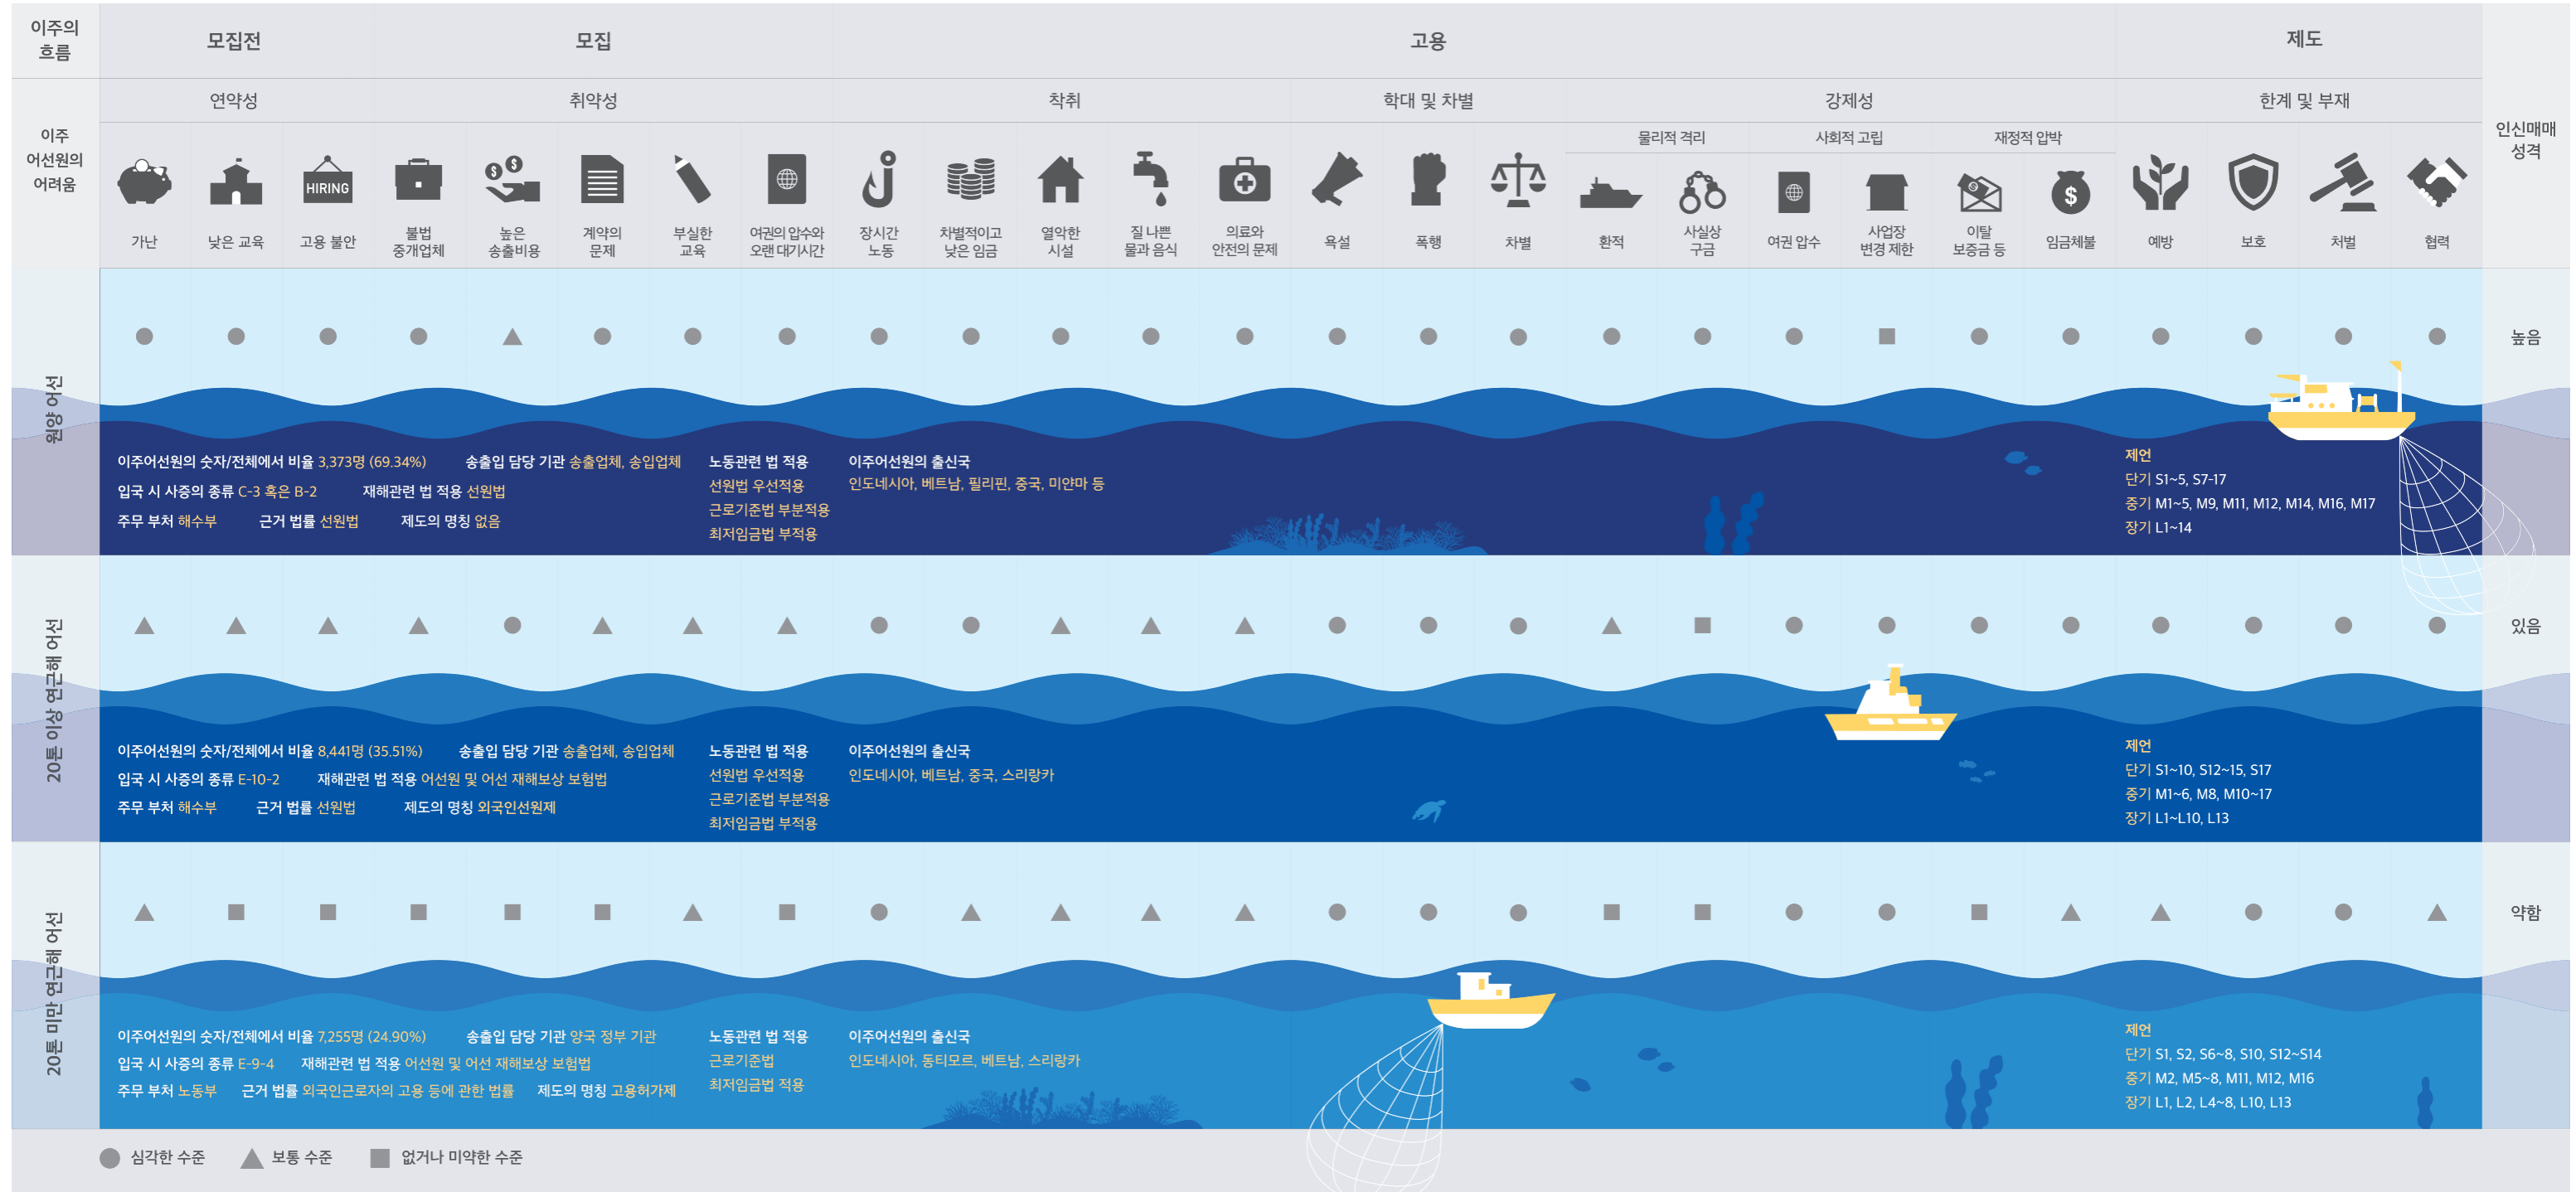 이주의
흐름
모집전
모집
고용
제도
이주
어선원의
어려움
연약성
취약성
착취
학대 및 차별
강제성
한계 및 부재
인신매매
성격
물리적 격리
사회적 고립
재정적 압박
HIRING
가난
낮은 교육
고용 불안
불법
중개업체
높은
송출비용
계약의
문제
부실한
교육
여권의 압수와
오랜 대기시간
장시간
노동
차별적이고
낮은 임금
열악한
시설
질 나쁜
물과 음식
의료와
안전의 문제
욕설
폭행
차별
환적
사실상
구금
여권 압수
사업장
변경 제한
이탈
보증금 등
임금체불
예방
보호
처벌
협력
원양 어선
높음
이주어선원의 숫자/전체에서 비율 3,373명 (69.34%) 송출입 담당 기관 송출업체, 송입업체
입국 시 사증의 종류 C-3 혹은 B-2 재해관련 법 적용 선원법
주무 부처 해수부 근거 법률 선원법 제도의 명칭 없음
노동관련 법 적용
선원법 우선적용
근로기준법 부분적용
최저임금법 부적용
이주어선원의 출신국
인도네시아, 베트남, 필리핀, 중국, 미얀마 등
제언
단기 S1~5, S7-17
중기 M1~5, M9, M11, M12, M14, M16, M17
장기 L1~14
20톤 이상 연근해 어선
있음
이주어선원의 숫자/전체에서 비율 8,441명 (35.51%) 송출입 담당 기관 송출업체, 송입업체
입국 시 사증의 종류 E-10-2 재해관련 법 적용 어선원 및 어선 재해보상 보험법
주무 부처 해수부 근거 법률 선원법 제도의 명칭 외국인선원제
노동관련 법 적용
선원법 우선적용
근로기준법 부분적용
최저임금법 부적용
이주어선원의 출신국
인도네시아, 베트남, 중국, 스리랑카
제언
단기 S1~10, S12~15, S17
중기 M1~6, M8, M10~17
장기 L1~L10, L13
20톤 미만 연근해 어선
약함
이주어선원의 숫자/전체에서 비율 7,255명 (24.90%) 송출입 담당 기관 양국 정부 기관
입국 시 사증의 종류 E-9-4 재해관련 법 적용 어선원 및 어선 재해보상 보험법
주무 부처 노동부 근거 법률 외국인근로자의 고용 등에 관한 법률 제도의 명칭 고용허가제
노동관련 법 적용
근로기준법
최저임금법 적용
이주어선원의 출신국
인도네시아, 동티모르, 베트남, 스리랑카
제언
단기 S1, S2, S6~8, S10, S12~S14
중기 M2, M5~8, M11, M12, M16
장기 L1, L2, L4~8, L10, L13
심각한 수준
보통 수준
없거나 미약한 수준